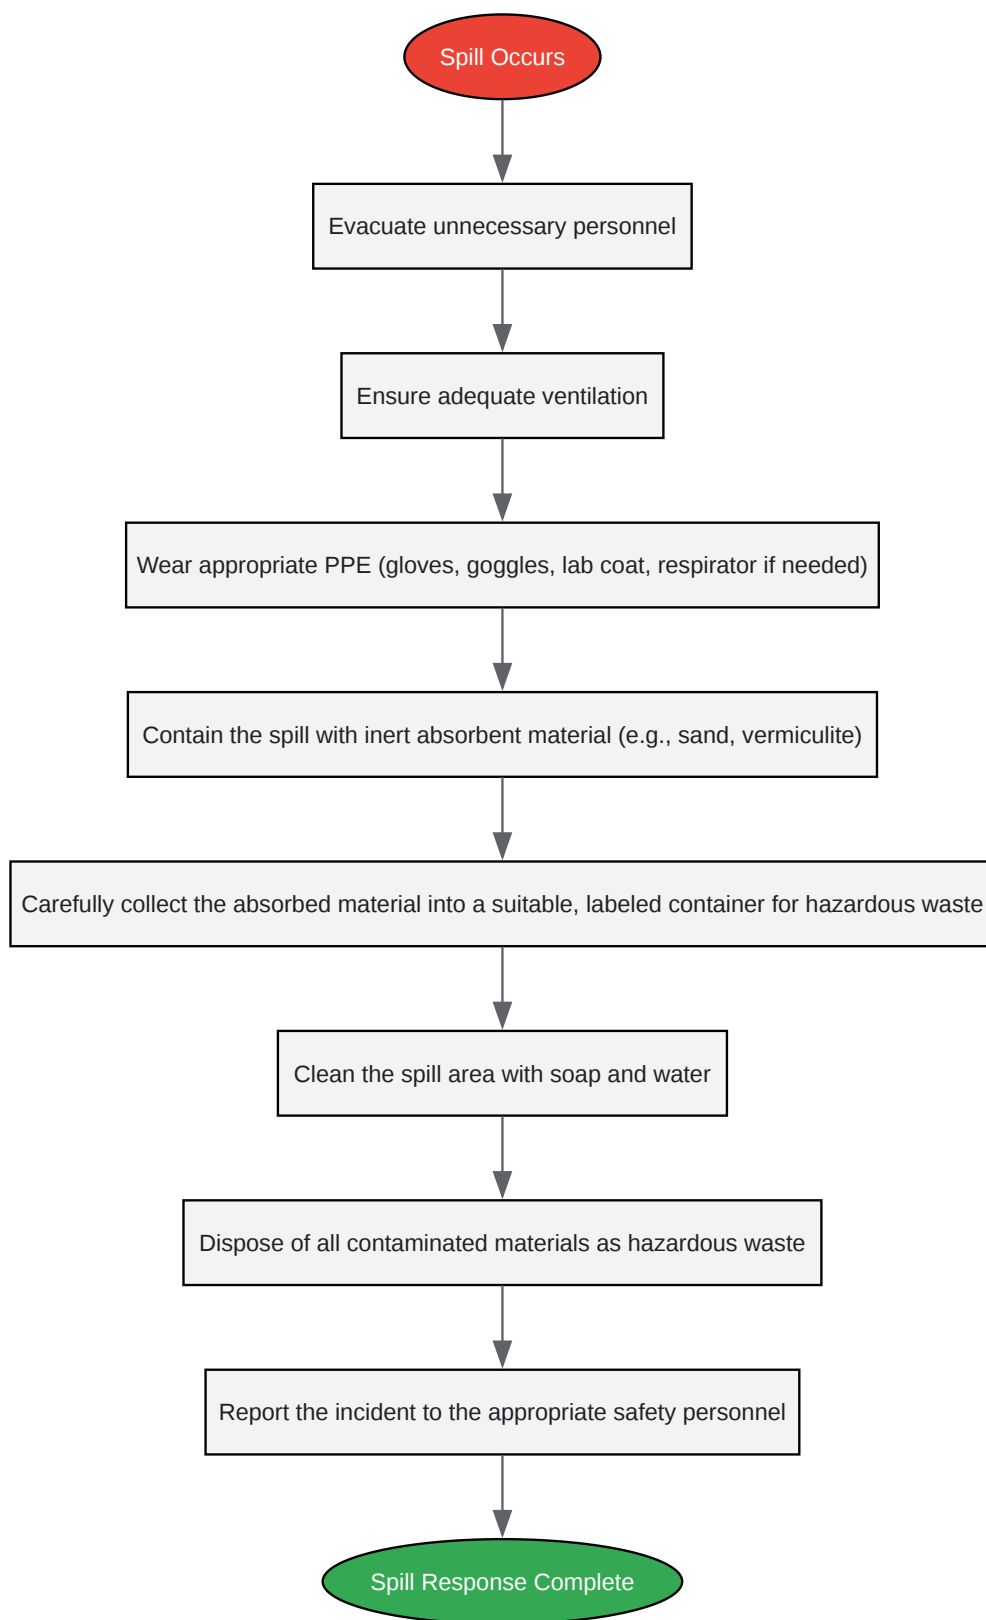 Spill Occurs
Evacuate unnecessary personnel
Ensure adequate ventilation
Wear appropriate PPE (gloves, goggles, lab coat, respirator if needed)
Contain the spill with inert absorbent material (e.g., sand, vermiculite)
Carefully collect the absorbed material into a suitable, labeled container for hazardous waste
Clean the spill area with soap and water
Dispose of all contaminated materials as hazardous waste
Report the incident to the appropriate safety personnel
Spill Response Complete